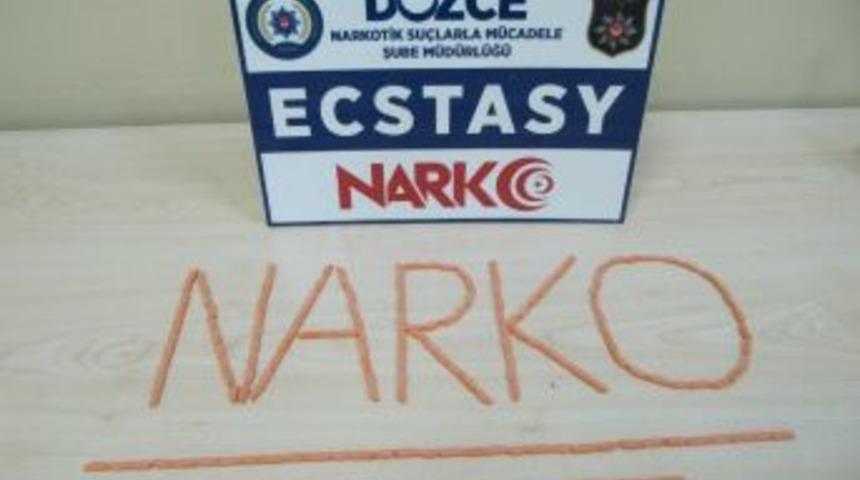 DÜZCE
NARKOTİK SUÇLARLA MÜCADELE
ŞUBE MÜDÜRLÜĞÜ
ECSTASY
NARKO
NARKO